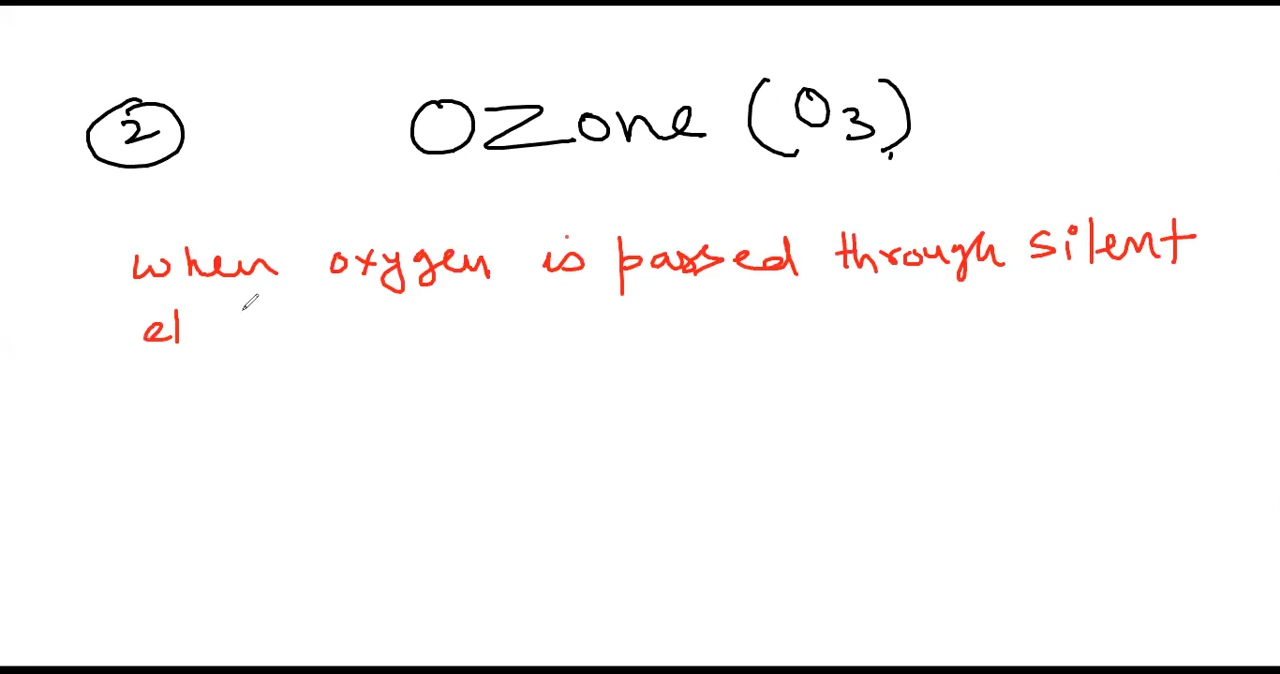 2 OZone (O3)
when oxygen is passed through silent
el